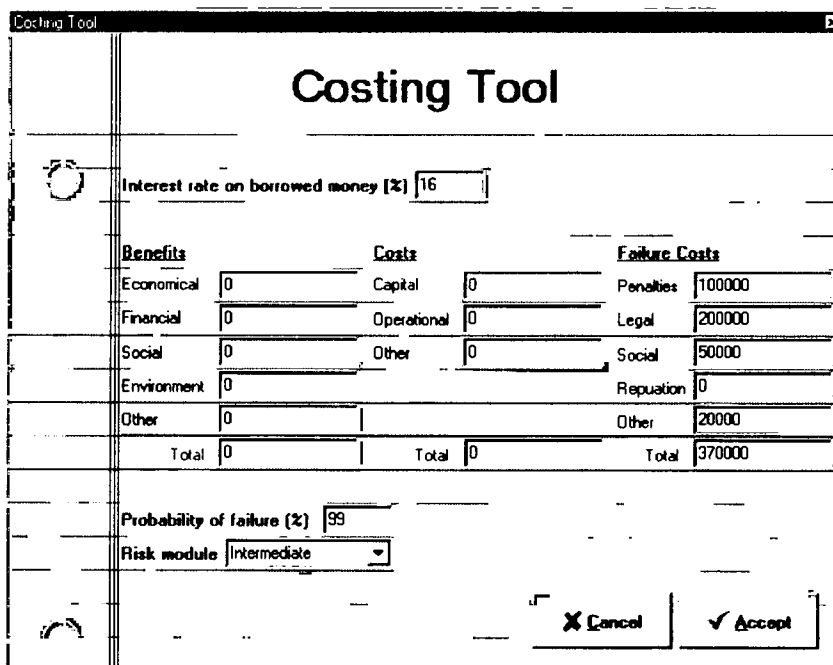 Costing Tool
Costing Tool
Interest rate on borrowed money (%) 16
Benefits Costs Failure Costs
Economical 0 Capital 0 Penalties 100000
Financial 0 Operational 0 Legal 200000
Social 0 Other 0 Social 50000
Environment 0 Repuation 0
Other 0 Other 20000
Total 0 Total 0 Total 370000
Probability of failure (%) 99
Risk module Intermediate
Cancel Accept